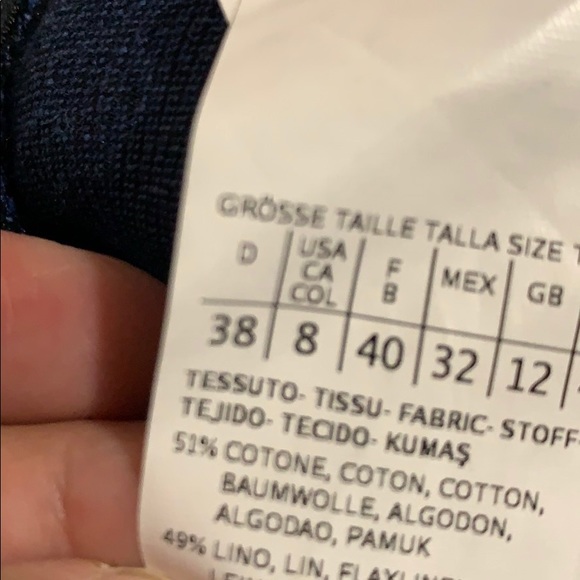 GRÖSSE TAILLE TALLA SIZE
D USA CA COL F B MEX GB
38 8 40 32 12
TESSUTO- TISSU- FABRIC- STOFF-
TEJIDO- TECIDO- KUMAŞ
51% COTONE, COTON, COTTON,
BAUMWOLLE, ALGODON,
ALGODAO, PAMUK
49% LINO, LIN,